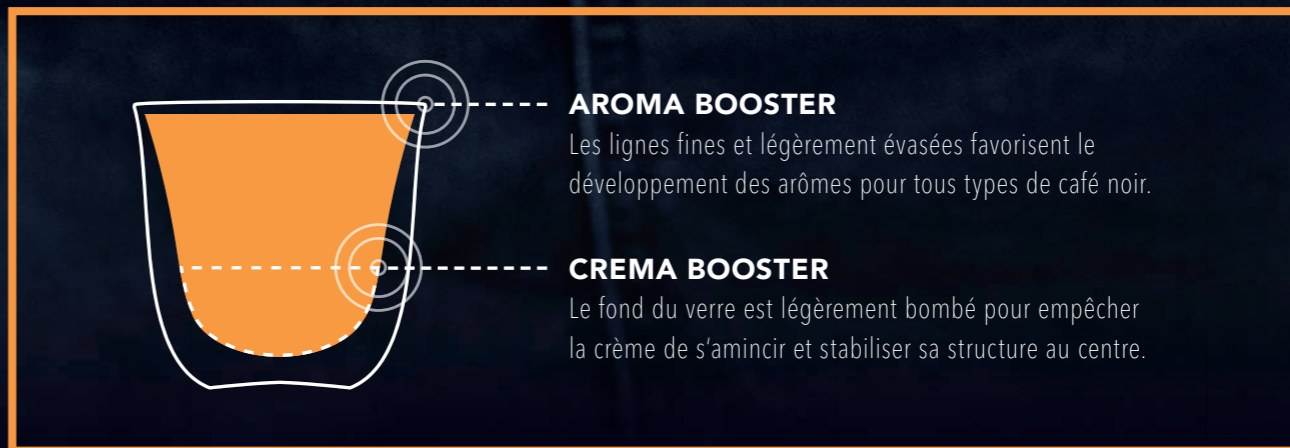 AROMA BOOSTER
Les lignes fines et légèrement évasées favorisent le
développement des arômes pour tous types de café noir.
CREMA BOOSTER
Le fond du verre est légèrement bombé pour empêcher
la crème de s‘amincir et stabiliser sa structure au centre.